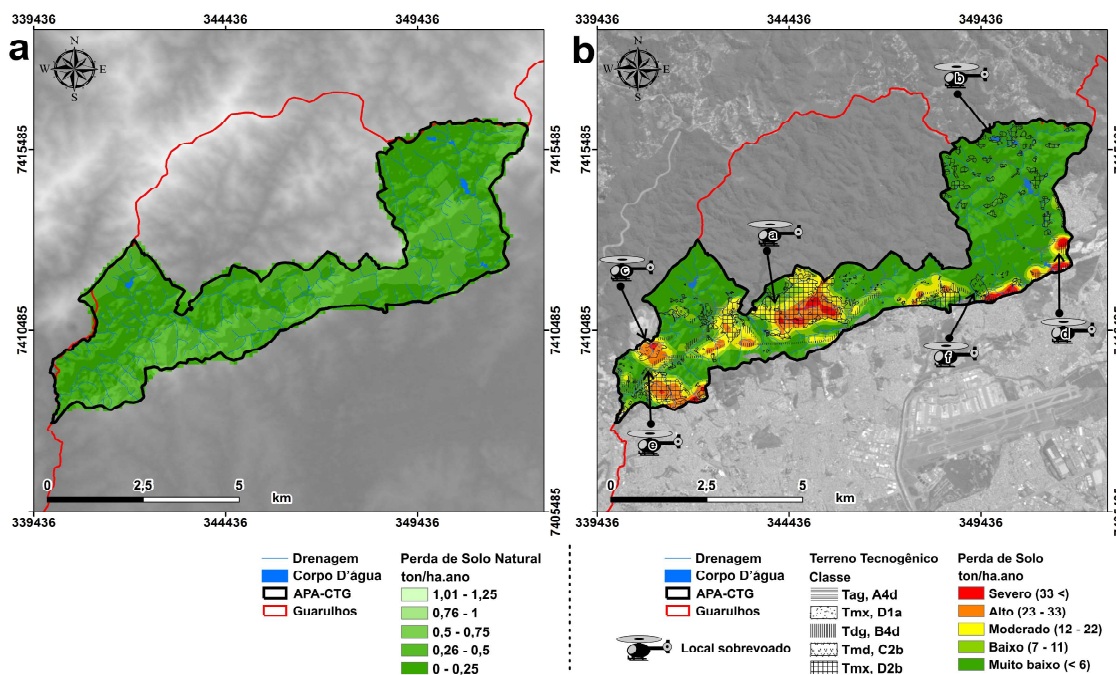 339436 344436 349436
339436 344436 349436
a
N
W E
S
b
N
W E
S
b
7415485
a
c
7410485
d
f
e
0 2,5 5
km
0 2,5 5
km
7405485
339436 344436 349436
339436 344436 349436
Drenagem
Corpo D'água
APA-CTG
Guarulhos
Perda de Solo Natural
ton/ha.ano
1,01 - 1,25
0,76 - 1
0,5 - 0,75
0,26 - 0,5
0 - 0,25
Drenagem
Corpo D'água
APA-CTG
Guarulhos
Local sobrevoado
Terreno Tecnogênico
Classe
Tag, A4d
Tmx, D1a
Tdg, B4d
Tmd, C2b
Tmx, D2b
Perda de Solo
ton/ha.ano
Severo (33 <)
Alto (23 - 33)
Moderado (12 - 22)
Baixo (7 - 11)
Muito baixo (< 6)